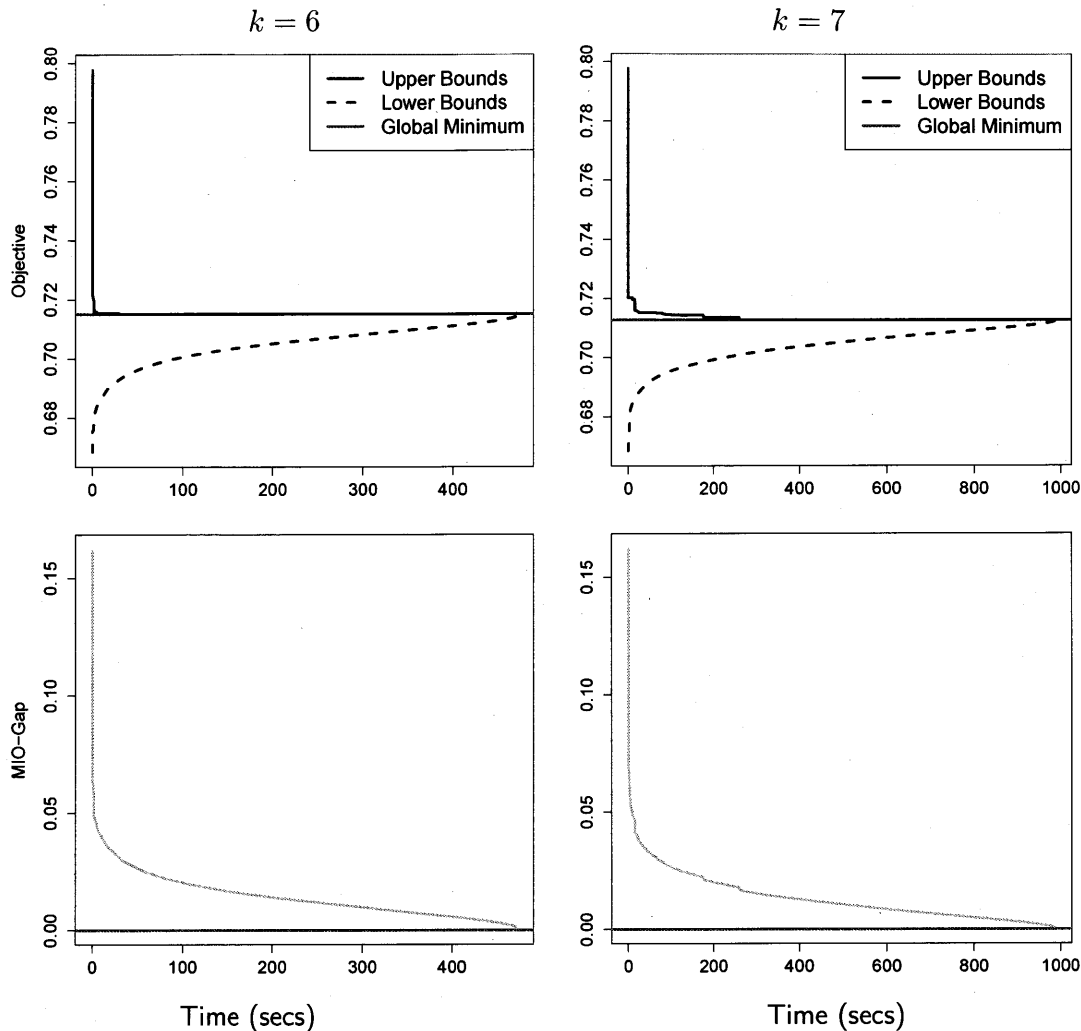 k = 6
k = 7
Upper Bounds
Lower Bounds
Global Minimum
Upper Bounds
Lower Bounds
Global Minimum
Objective
0.68 0.70 0.72 0.74 0.76 0.78 0.80
0.68 0.70 0.72 0.74 0.76 0.78 0.80
0 100 200 300 400
0 200 400 600 800 1000
MIO-Gap
0.00 0.05 0.10 0.15
0.00 0.05 0.10 0.15
0 100 200 300 400
0 200 400 600 800 1000
Time (secs)
Time (secs)